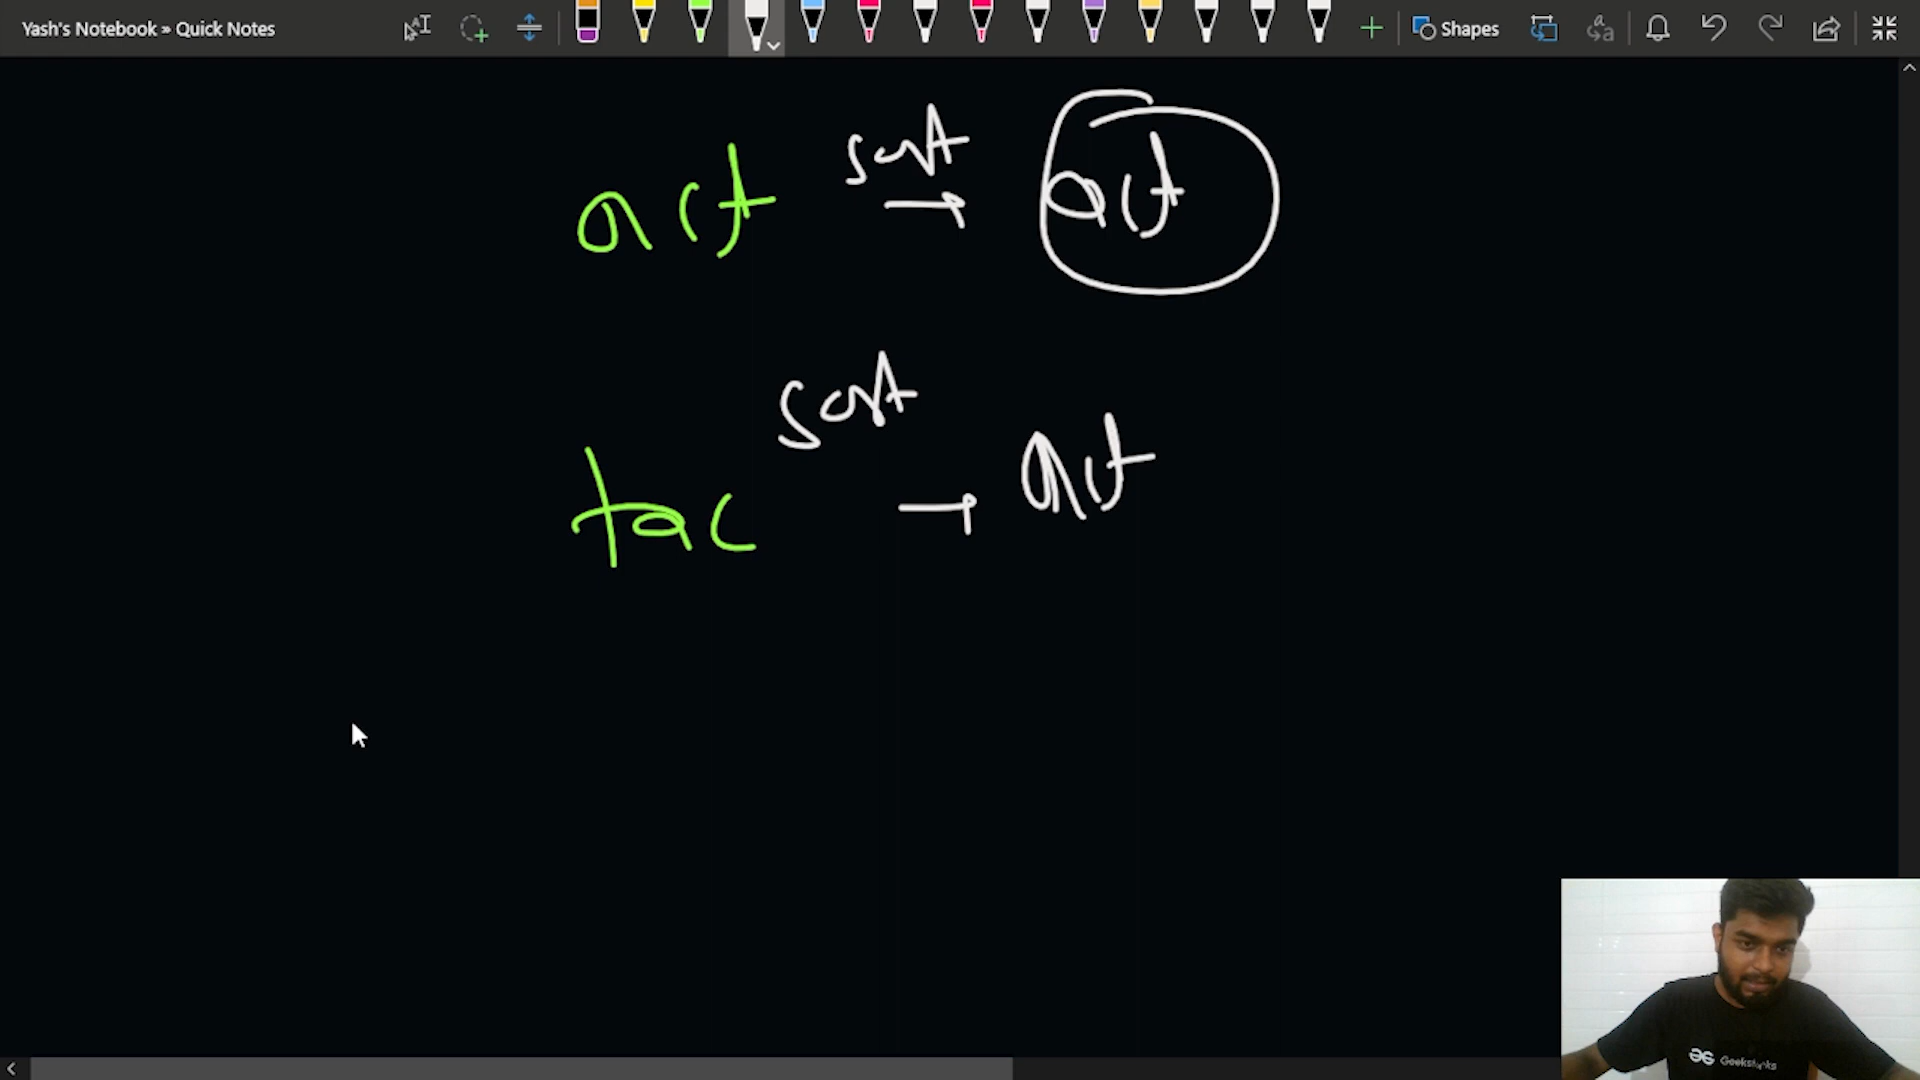 Yash's Notebook » Quick Notes
Shapes
sort
act → act
sort
tac → act